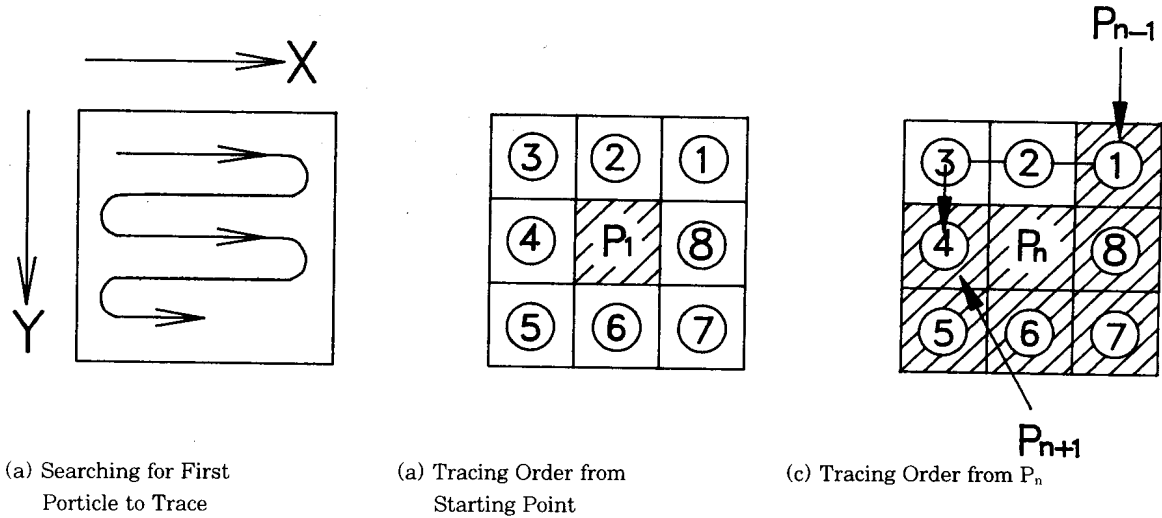 X
Y
③ ② ①
④ P₁ ⑧
⑤ ⑥ ⑦
Pₙ₋₁
③ ② ①
④ Pₙ ⑧
⑤ ⑥ ⑦
Pₙ₊₁
(a) Searching for First
Porticle to Trace
(a) Tracing Order from
Starting Point
(c) Tracing Order from Pₙ